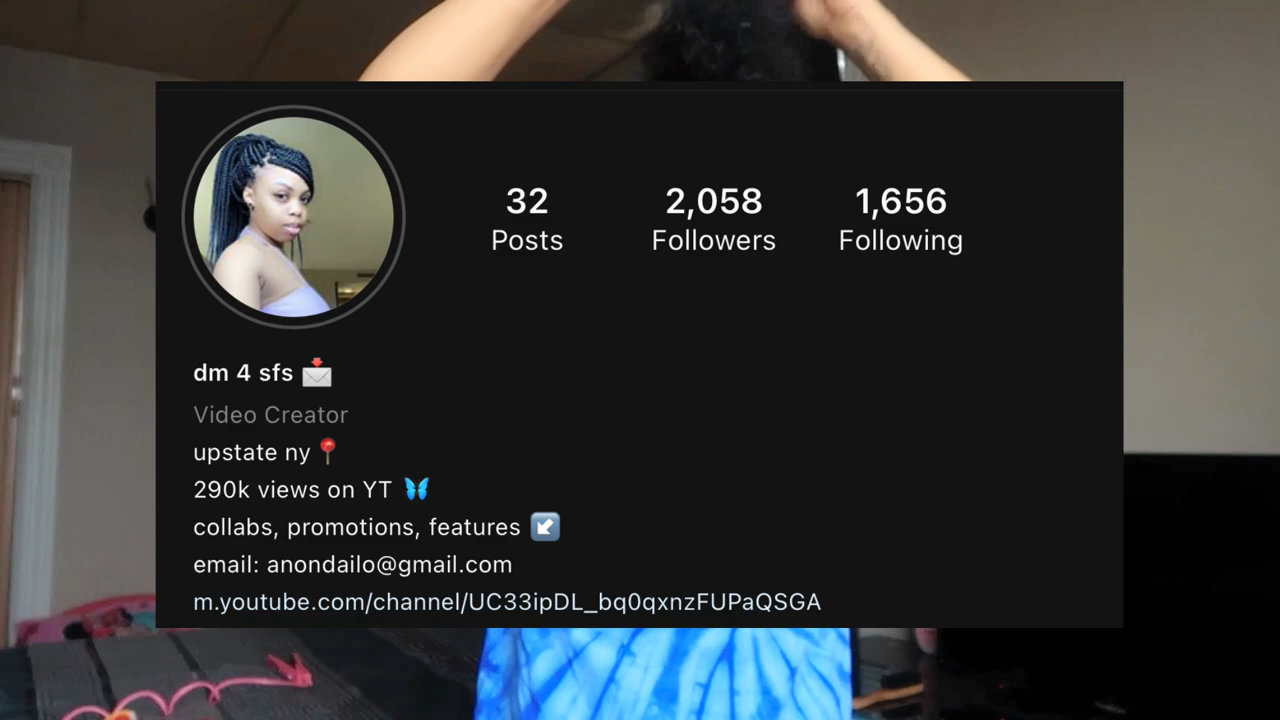 32
Posts
2,058
Followers
1,656
Following
dm 4 sfs 📩
Video Creator
upstate ny 📍
290k views on YT 🦋
collabs, promotions, features ↙️
email: anondailo@gmail.com
m.youtube.com/channel/UC33ipDL_bq0qxnzFUPaQSGA